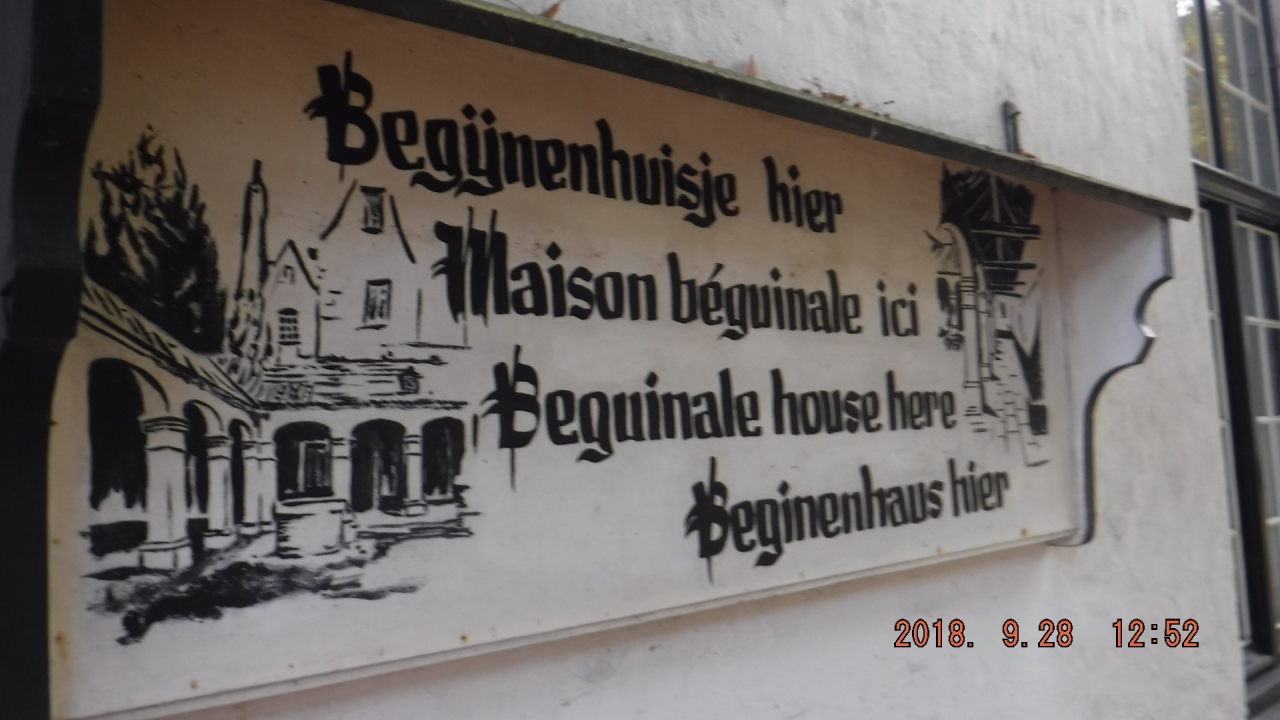 Begijnenhuisje hier
Maison béguinale ici
Beguinale house here
Beginenhaus hier
2018. 9.28 12:52